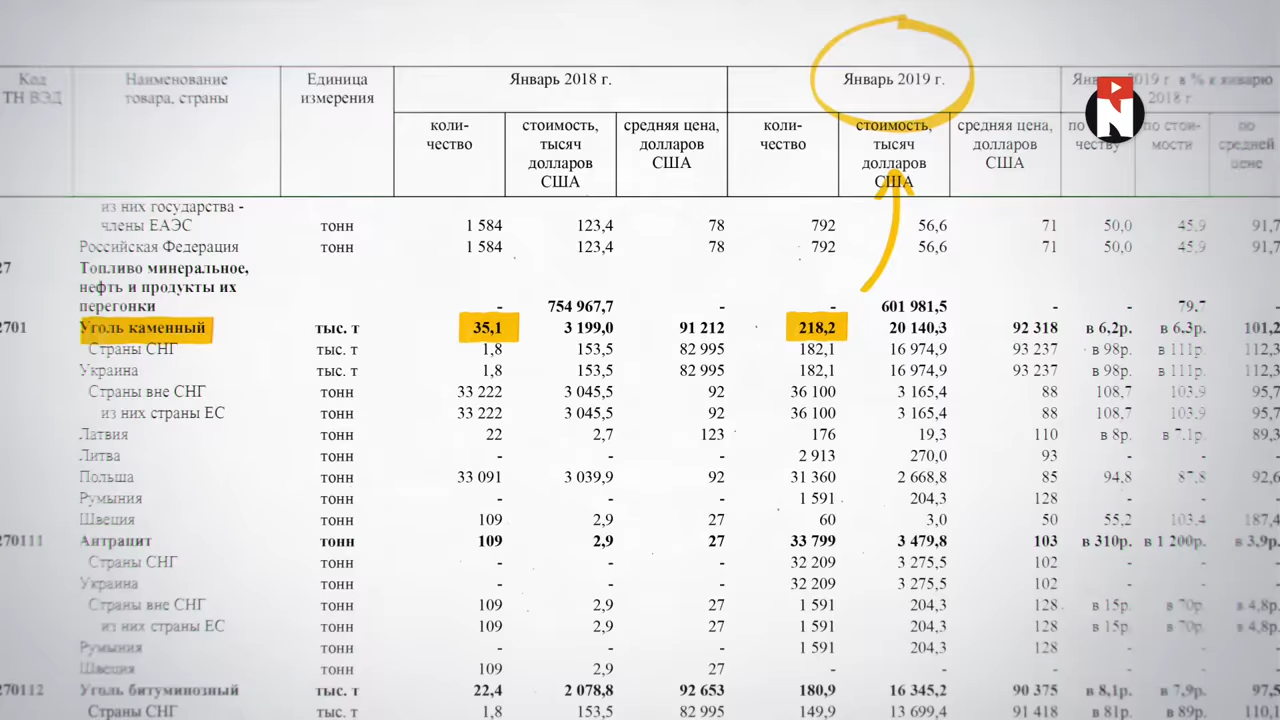 Код ТН ВЭД | Наименование товара, страны | Единица измерения | Январь 2018 г. | Январь 2019 г. | 2019 г в % к январю 2018 г
коли-чество | стоимость, тысяч долларов США | средняя цена, долларов США | коли-чество | стоимость, тысяч долларов США | средняя цена, долларов США | по честву | по стои-мости | по средней цене
из них государства -
члены ЕАЭС тонн 1 584 123,4 78 792 56,6 71 50,0 45,9 91,7
Российская Федерация тонн 1 584 123,4 78 792 56,6 71 50,0 45,9 91,7
27 Топливо минеральное,
нефть и продукты их
перегонки - 754 967,7 - - 601 981,5 - - 79,7 -
2701 Уголь каменный тыс. т 35,1 3 199,0 91 212 218,2 20 140,3 92 318 в 6,2р. в 6,3р. 101,2
Страны СНГ тыс. т 1,8 153,5 82 995 182,1 16 974,9 93 237 в 98р. в 111р. 112,3
Украина тыс. т 1,8 153,5 82 995 182,1 16 974,9 93 237 в 98р. в 111р. 112,3
Страны вне СНГ тонн 33 222 3 045,5 92 36 100 3 165,4 88 108,7 103,9 95,7
из них страны ЕС тонн 33 222 3 045,5 92 36 100 3 165,4 88 108,7 103,9 95,7
Латвия тонн 22 2,7 123 176 19,3 110 в 8р. в 7,1р. 89,3
Литва тонн - - - 2 913 270,0 93 - - -
Польша тонн 33 091 3 039,9 92 31 360 2 668,8 85 94,8 87,8 92,6
Румыния тонн - - - 1 591 204,3 128 - - -
Швеция тонн 109 2,9 27 60 3,0 50 55,2 103,4 187,4
270111 Антрацит тонн 109 2,9 27 33 799 3 479,8 103 в 310р. в 1 200р. в 3,9р.
Страны СНГ тонн - - - 32 209 3 275,5 102 - - -
Украина тонн - - - 32 209 3 275,5 102 - - -
Страны вне СНГ тонн 109 2,9 27 1 591 204,3 128 в 15р. в 70р. в 4,8р.
из них страны ЕС тонн 109 2,9 27 1 591 204,3 128 в 15р. в 70р. в 4,8р.
Румыния тонн - - - 1 591 204,3 128 - - -
Швеция тонн 109 2,9 27 - - - - - -
270112 Уголь битуминозный тыс. т 22,4 2 078,8 92 653 180,9 16 345,2 90 375 в 8,1р. в 7,9р. 97,5
Страны СНГ тыс. т 1,8 153,5 82 995 149,9 13 699,4 91 418 в 81р. в 89р. 110,1
N